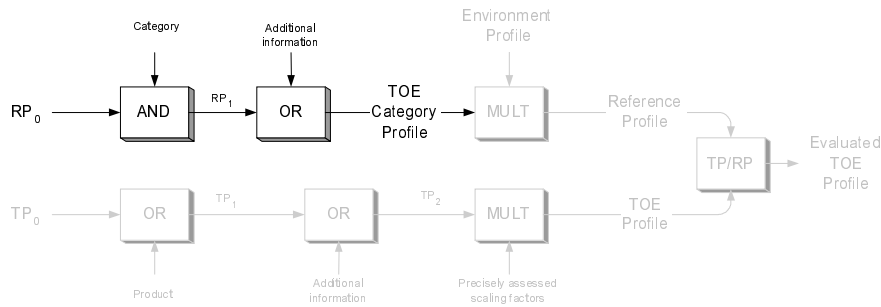 Category
Additional
information
Environment
Profile
RP0
AND
RP1
OR
TOE
Category
Profile
MULT
Reference
Profile
TP/RP
Evaluated
TOE
Profile
TP0
OR
TP1
OR
TP2
MULT
TOE
Profile
Product
Additional
information
Precisely assessed
scaling factors